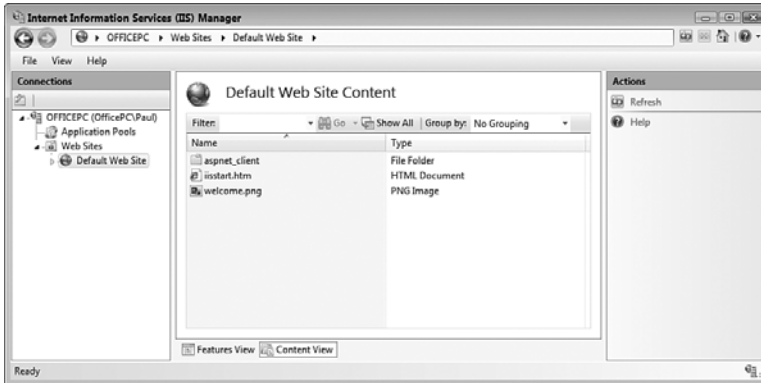 Internet Information Services (IIS) Manager
OFFICEPC Web Sites Default Web Site
File View Help
Connections
OFFICEPC (OfficePC\Paul)
Application Pools
Web Sites
Default Web Site
Default Web Site Content
Filter: Go Show All Group by: No Grouping
Name Type
aspnet_client File Folder
iisstart.htm HTML Document
welcome.png PNG Image
Features View Content View
Actions
Refresh
Help
Ready